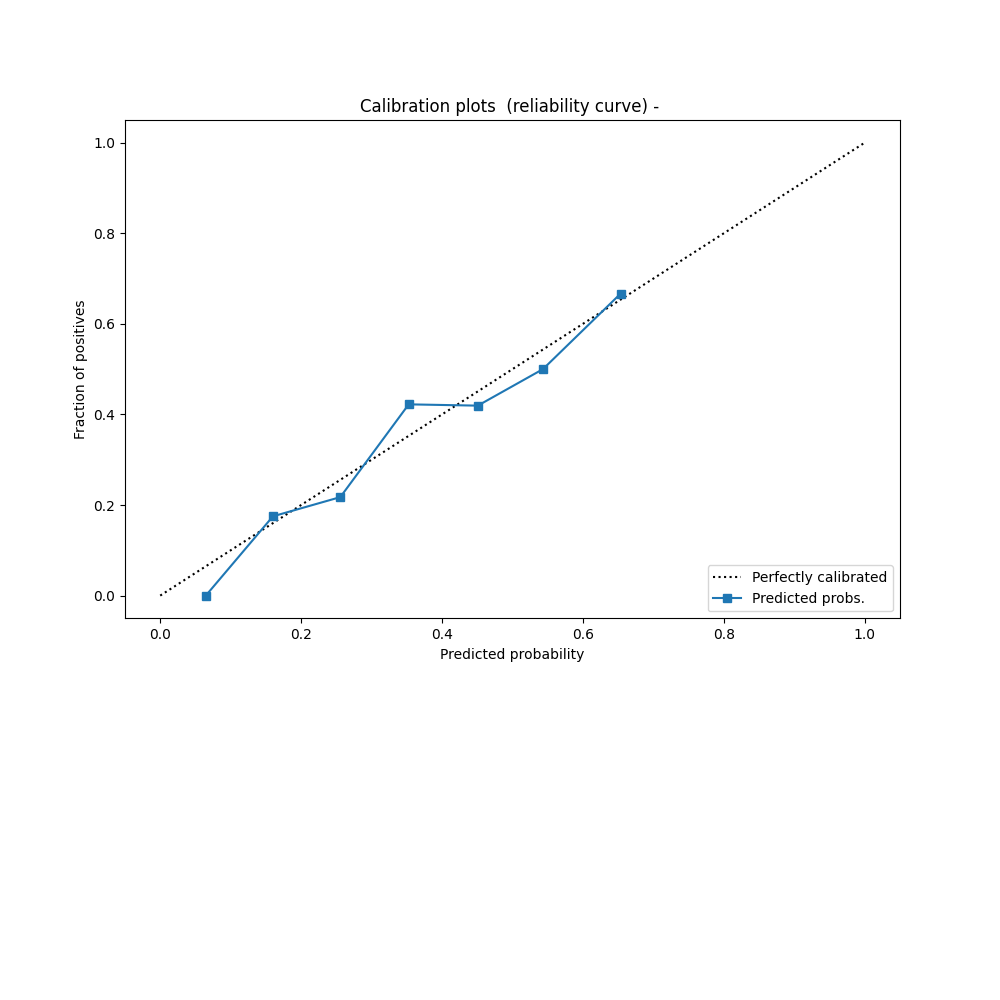 Calibration plots  (reliability curve) -
Fraction of positives
1.0
0.8
0.6
0.4
0.2
0.0
0.0 0.2 0.4 0.6 0.8 1.0
Predicted probability
Perfectly calibrated
Predicted probs.